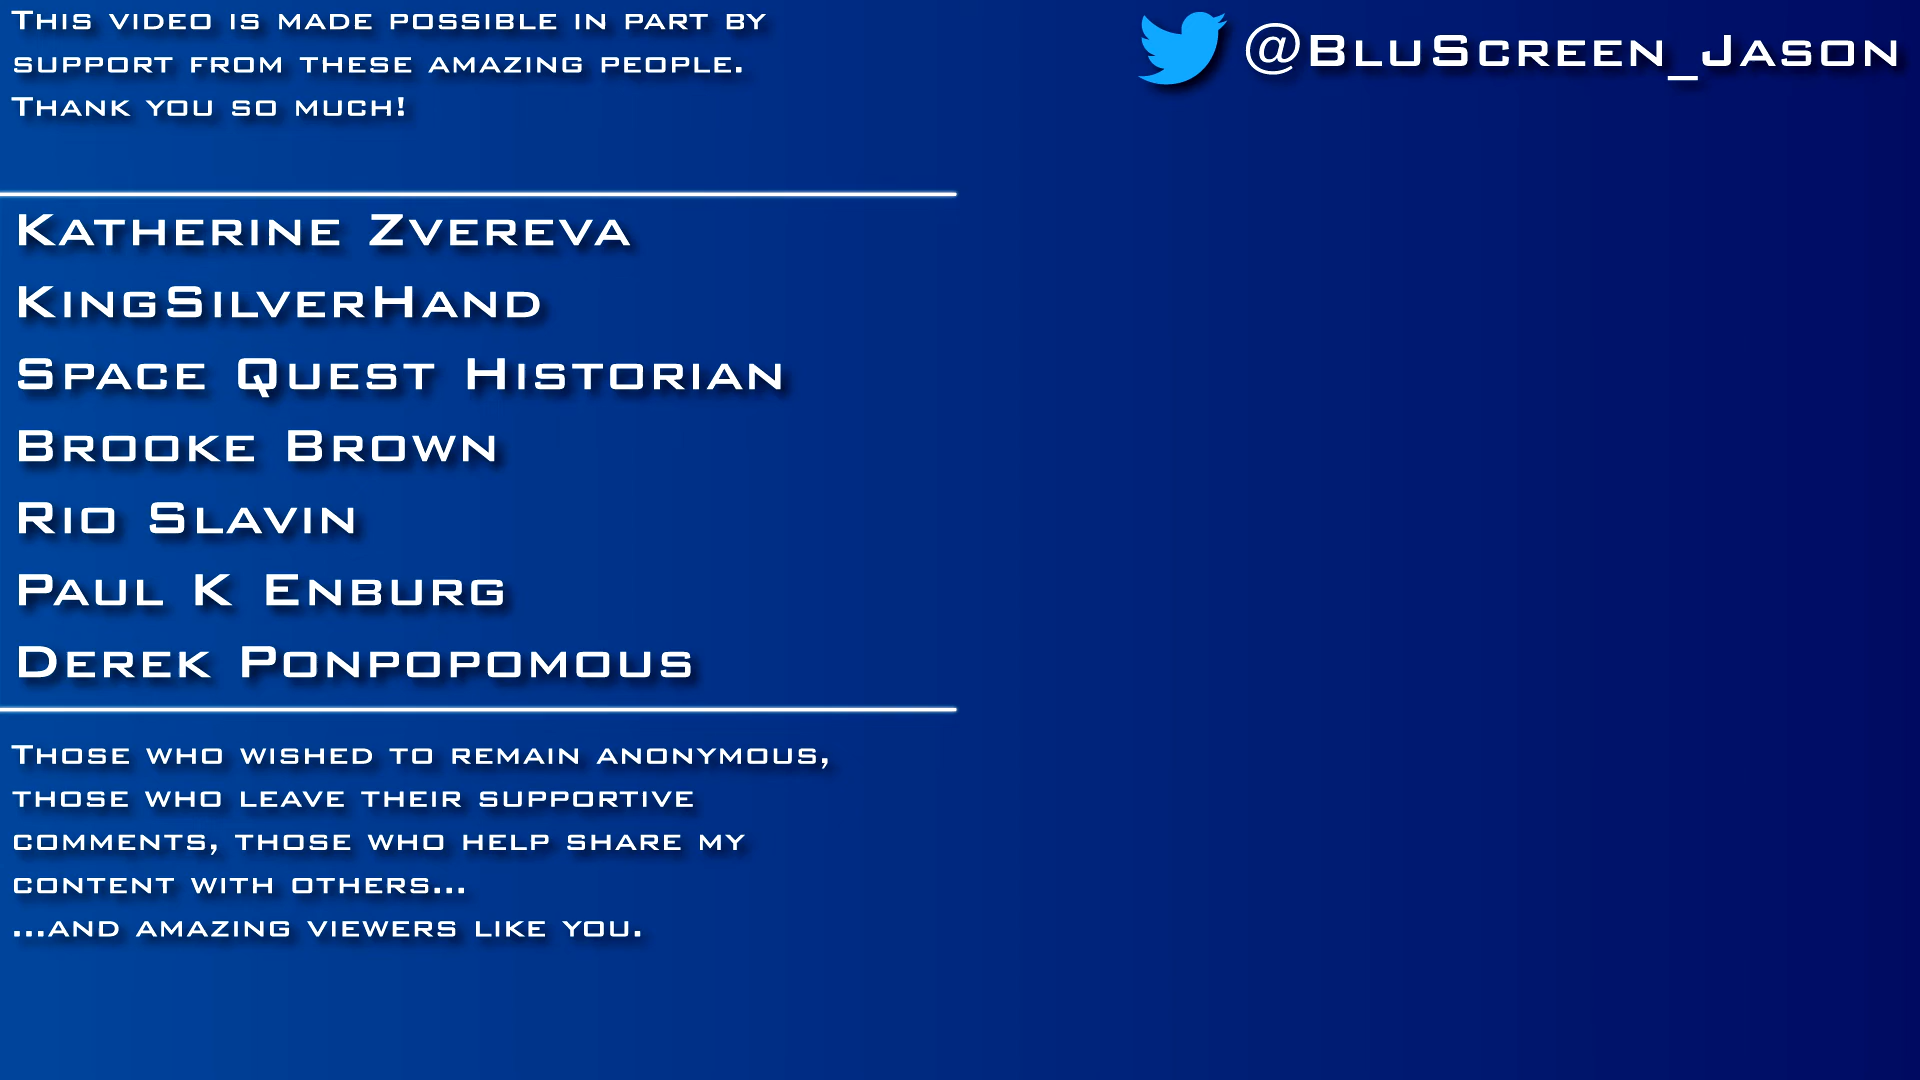 This video is made possible in part by
support from these amazing people.
Thank you so much!
@BluScreen_Jason
Katherine Zvereva
KingSilverHand
Space Quest Historian
Brooke Brown
Rio Slavin
Paul K Enburg
Derek Ponpopomous
Those who wished to remain anonymous,
those who leave their supportive
comments, those who help share my
content with others...
...and amazing viewers like you.